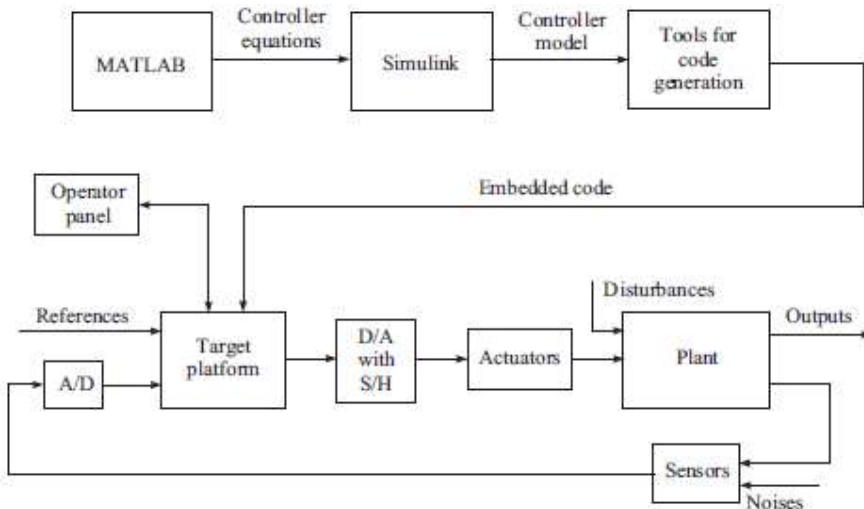 Controller
equations
Controller
model
MATLAB
Simulink
Tools for
code
generation
Operator
panel
Embedded code
Disturbances
References
Outputs
Target
platform
D/A
with
S/H
Actuators
Plant
A/D
Sensors
Noises